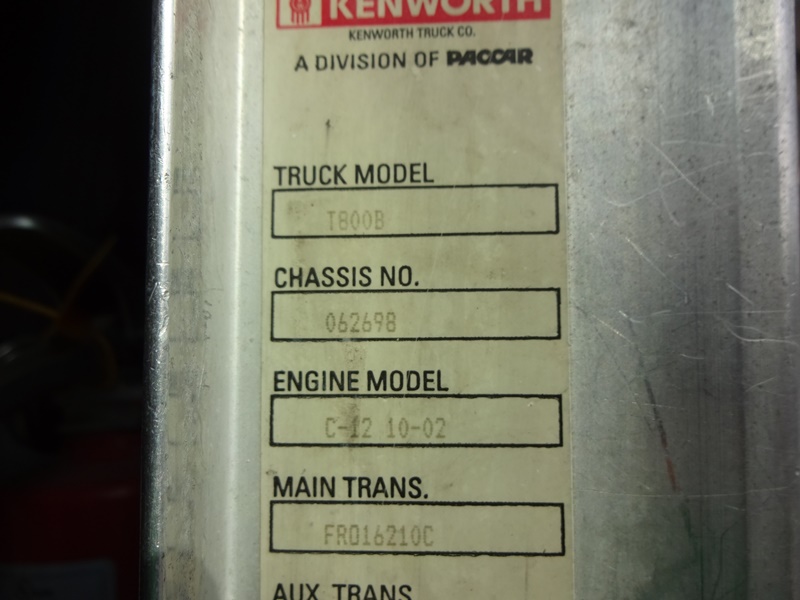 KENWORTH
KENWORTH TRUCK CO.
A DIVISION OF PACCAR
TRUCK MODEL
T800B
CHASSIS NO.
062698
ENGINE MODEL
C-12 10-02
MAIN TRANS.
FRO16210C
AUX. TRANS.